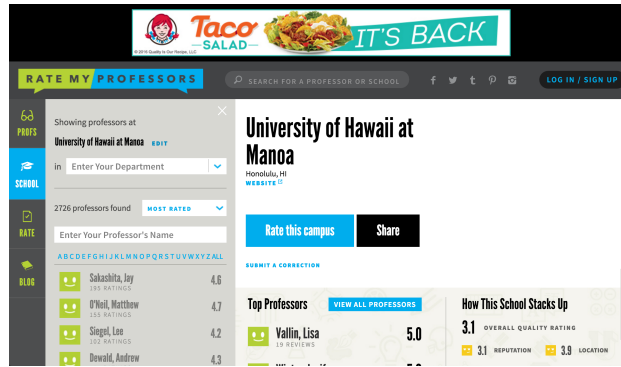 Wendy's
Taco
SALAD
IT'S BACK
© 2016 Quality Is Our Recipe, LLC
RATE MY PROFESSORS
SEARCH FOR A PROFESSOR OR SCHOOL
LOG IN / SIGN UP
PROFS
SCHOOL
RATE
BLOG
Showing professors at
University of Hawaii at Manoa EDIT
in Enter Your Department
2726 professors found MOST RATED
Enter Your Professor's Name
A B C D E F G H I J K L M N O P Q R S T U V W X Y Z ALL
Sakashita, Jay 4.6
195 RATINGS
O'Neil, Matthew 4.7
155 RATINGS
Siegel, Lee 4.2
102 RATINGS
Dewald, Andrew 4.3
University of Hawaii at
Manoa
Honolulu, HI
WEBSITE
Rate this campus Share
SUBMIT A CORRECTION
Top Professors VIEW ALL PROFESSORS
Vallin, Lisa 5.0
19 REVIEWS
How This School Stacks Up
3.1 OVERALL QUALITY RATING
3.1 REPUTATION 3.9 LOCATION